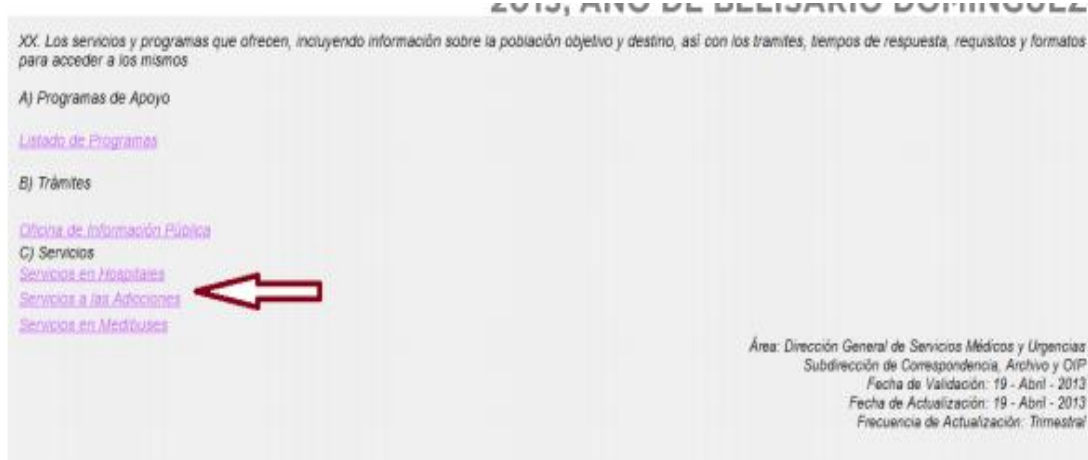 2013, AÑO DE BELISARIO DOMINGUEZ
XX. Los servicios y programas que ofrecen, incluyendo información sobre la población objetivo y destino, así con los tramites, tiempos de respuesta, requisitos y formatos
para acceder a los mismos
A) Programas de Apoyo
Listado de Programas
B) Trámites
Oficina de Información Pública
C) Servicios
Servicios en Hospitales
Servicios a las Adicciones
Servicios en Medibuses
Área: Dirección General de Servicios Médicos y Urgencias
Subdirección de Correspondencia, Archivo y OIP
Fecha de Validación: 19 - Abril - 2013
Fecha de Actualización: 19 - Abril - 2013
Frecuencia de Actualización: Trimestral